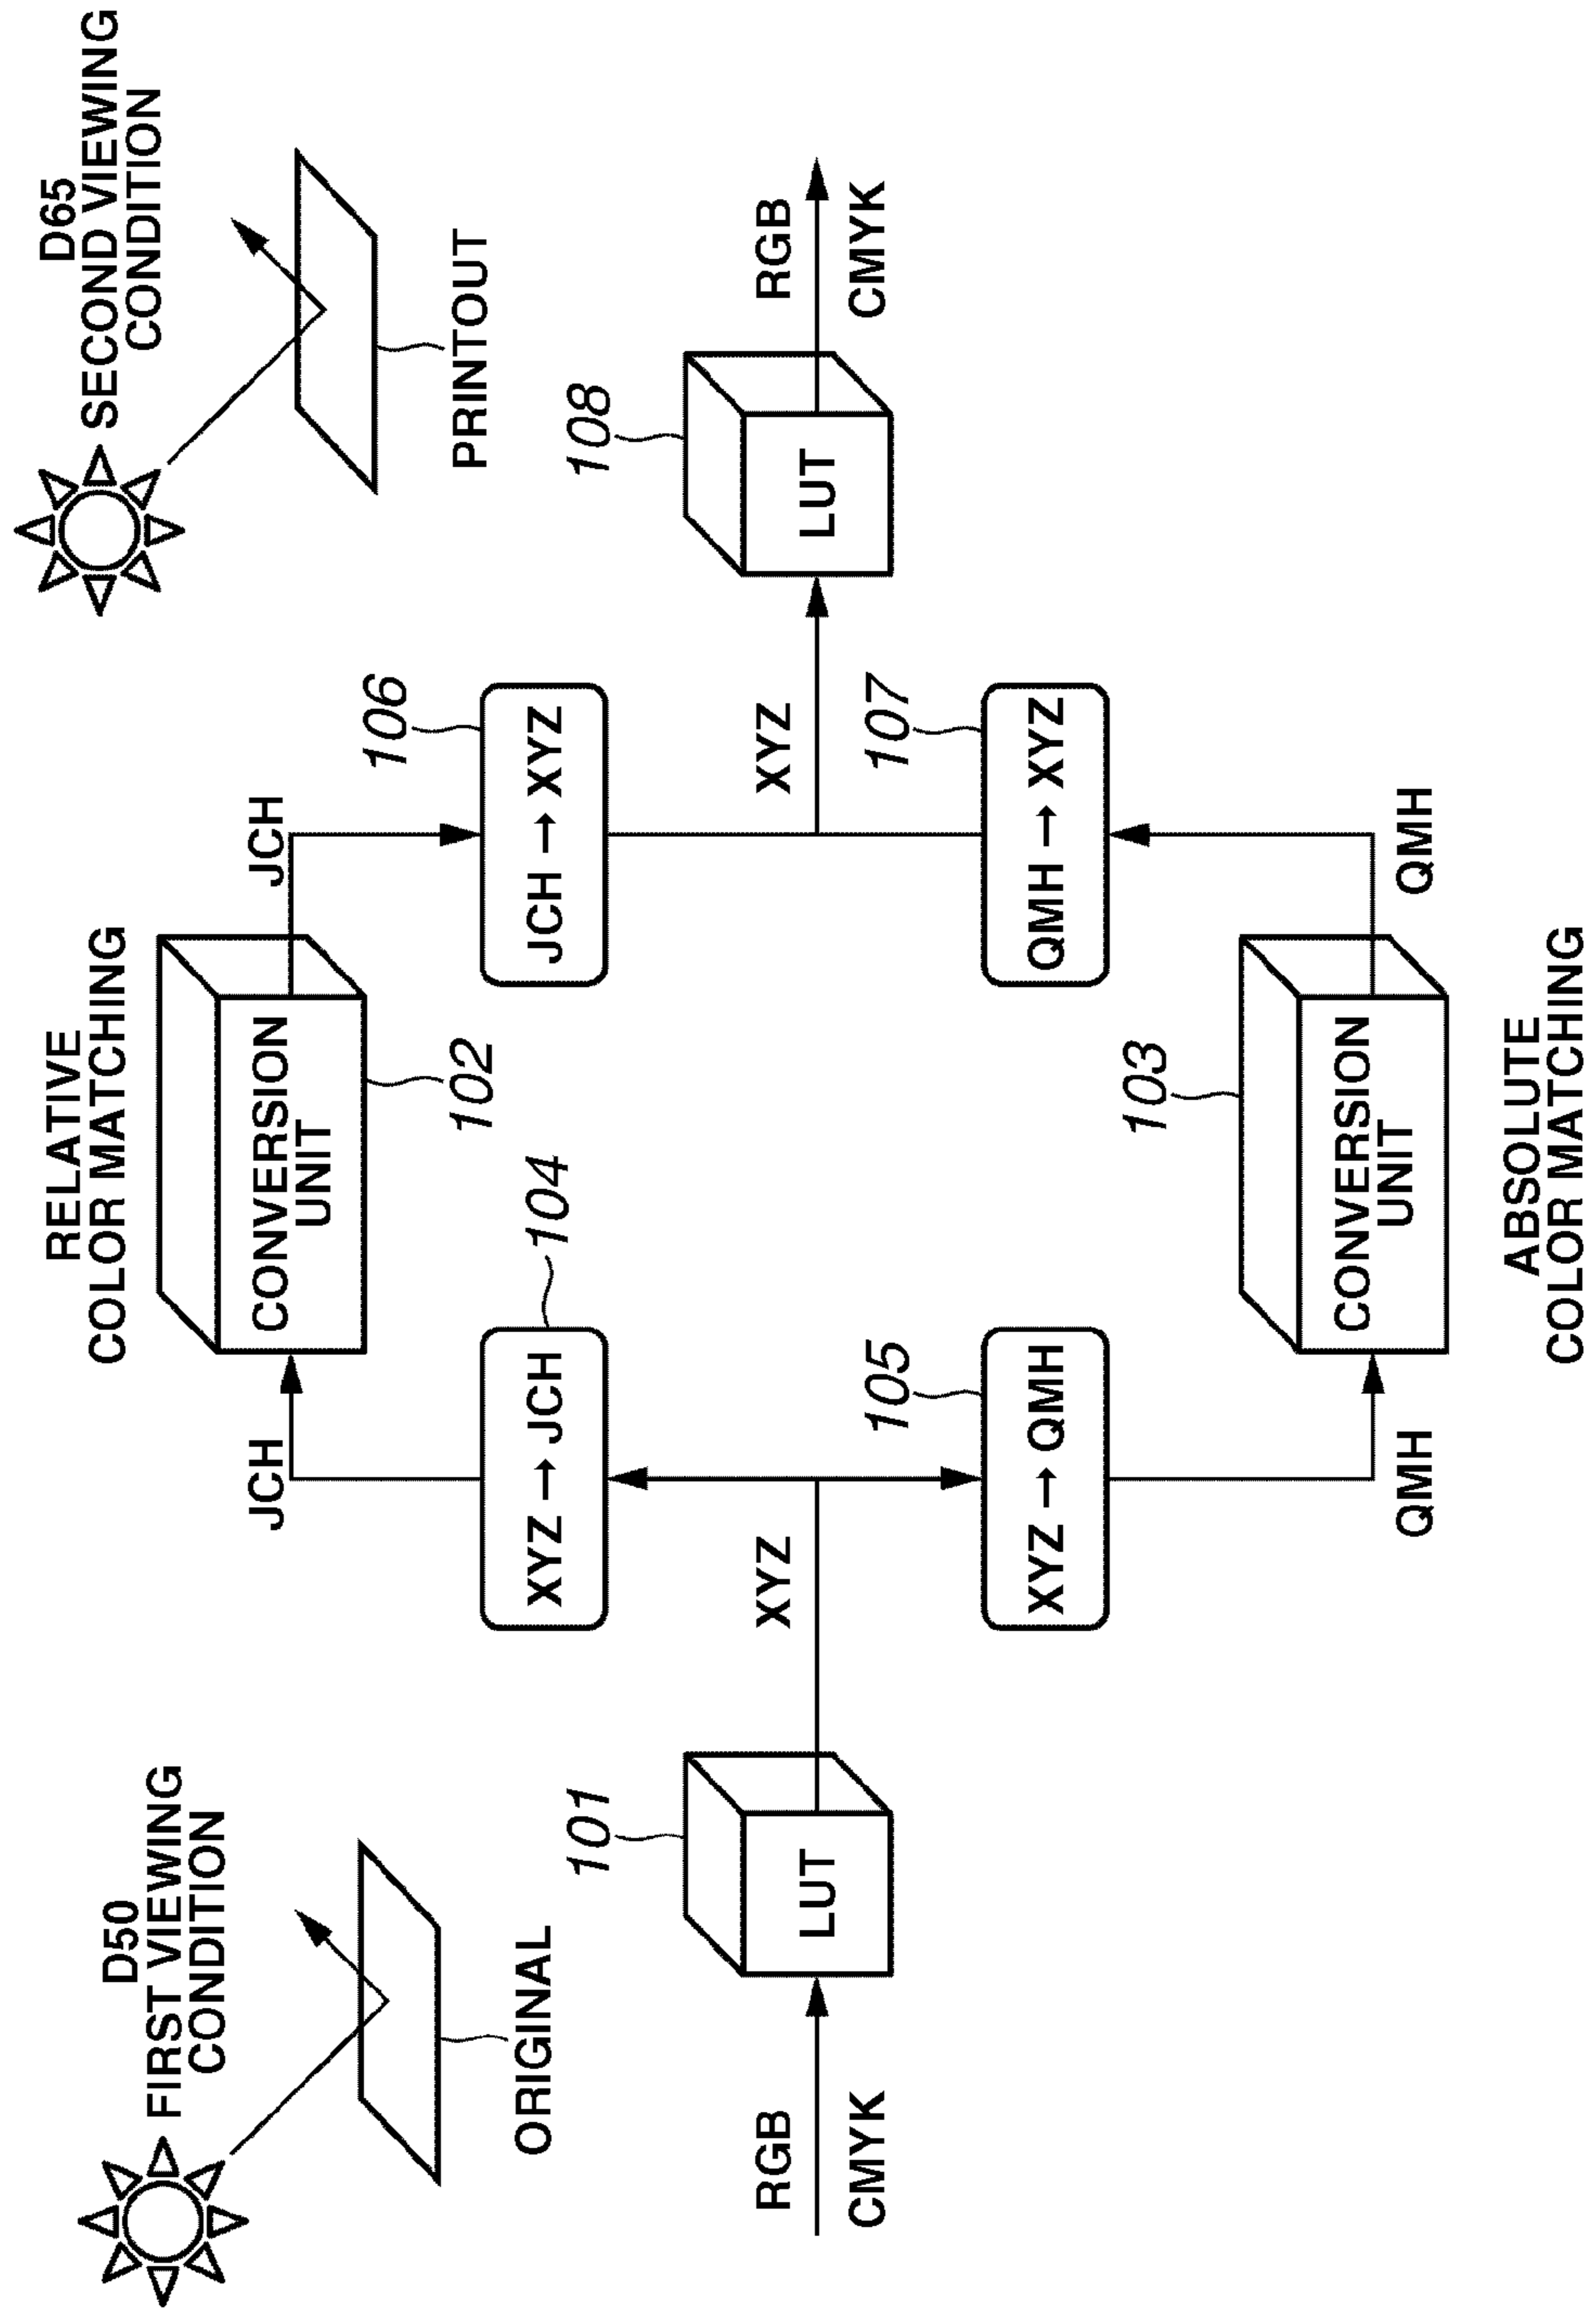 D50
FIRST VIEWING
CONDITION
ORIGINAL
RELATIVE
COLOR MATCHING
D65
SECOND VIEWING
CONDITION
PRINTOUT
JCH
CONVERSION
UNIT
102
JCH
104
XYZ → JCH
106
JCH → XYZ
101
LUT
RGB
CMYK
XYZ
XYZ
108
LUT
RGB
CMYK
105
XYZ → QMH
107
QMH → XYZ
103
CONVERSION
UNIT
QMH
QMH
ABSOLUTE
COLOR MATCHING